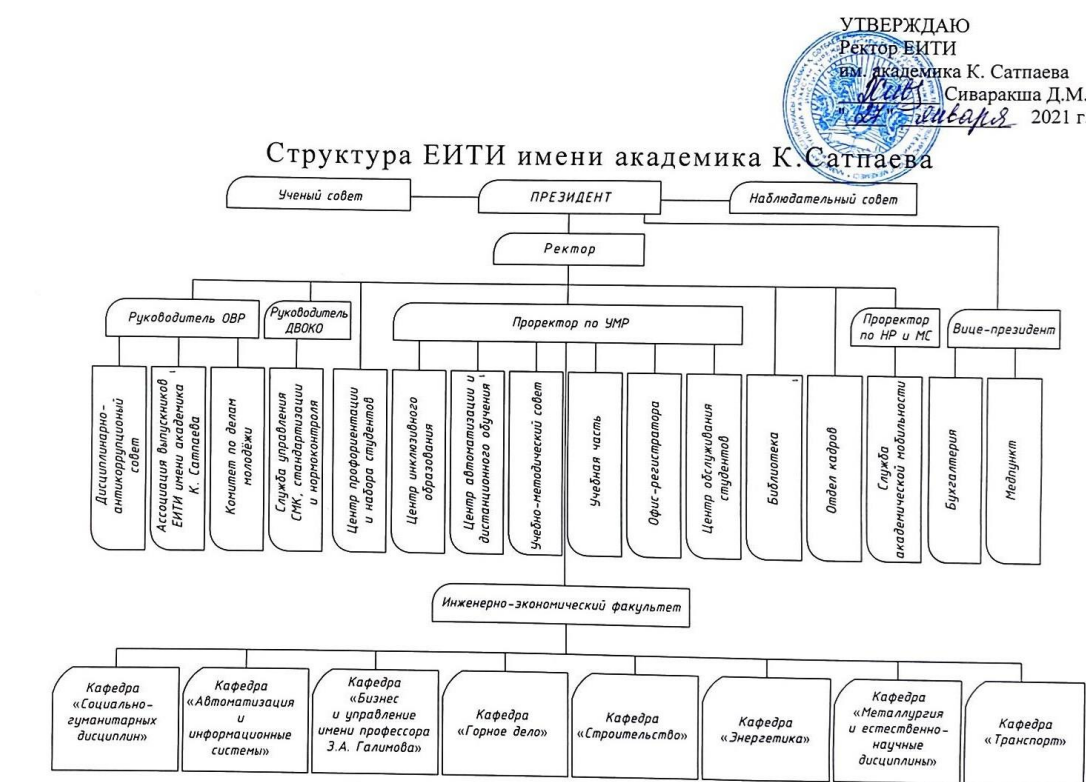 УТВЕРЖДАЮ
Ректор ЕИТИ
им. академика К. Сатпаева
Сиваракша Д.М.
"27" января 2021 г
Структура ЕИТИ имени академика К.Сатпаева
Ученый совет
ПРЕЗИДЕНТ
Наблюдательный совет
Ректор
Руководитель ОВР
Руководитель
ДВОКО
Проректор по УМР
Проректор
по НР и МС
Вице-президент
Дисциплинарно-
антикоррупционный
совет
Ассоциация выпускников
ЕИТИ имени академика
К. Сатпаева
Комитет по делам
молодёжи
Служба управления
СМК, стандартизации
и нормоконтроля
Центр профориентации
и набора студентов
Центр инклюзивного
образования
Центр автоматизации и
дистанционного обучения
Учебно-методический совет
Учебная часть
Офис-регистратора
Центр обслуживания
студентов
Библиотека
Отдел кадров
Служба
академической мобильности
Бухгалтерия
Медпункт
Инженерно-экономический факультет
Кафедра
«Социально-
гуманитарных
дисциплин»
Кафедра
«Автоматизация
и
информационные
системы»
Кафедра
«Бизнес
и управление
имени профессора
З.А. Галимова»
Кафедра
«Горное дело»
Кафедра
«Строительство»
Кафедра
«Энергетика»
Кафедра
«Металлургия
и естественно-
научные
дисциплины»
Кафедра
«Транспорт»